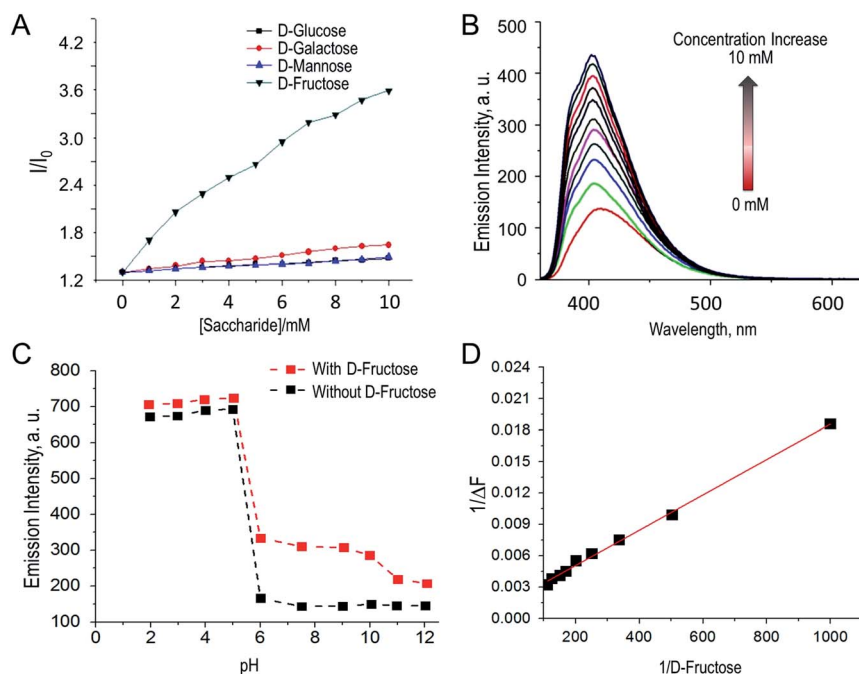 A
4.2
3.6
3.0
2.4
1.8
1.2
I/I0
D-Glucose
D-Galactose
D-Mannose
D-Fructose
0 2 4 6 8 10
[Saccharide]/mM
B
500
400
300
200
100
0
Emission Intensity, a. u.
Concentration Increase
10 mM
0 mM
400 500 600
Wavelength, nm
C
800
700
600
500
400
300
200
100
Emission Intensity, a. u.
With D-Fructose
Without D-Fructose
0 2 4 6 8 10 12
pH
D
0.024
0.021
0.018
0.015
0.012
0.009
0.006
0.003
0.000
1/ΔF
200 400 600 800 1000
1/D-Fructose